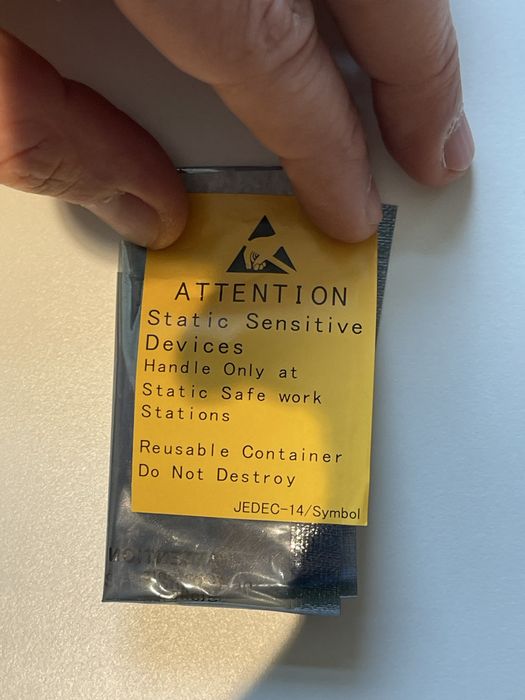 ATTENTION
Static Sensitive
Devices
Handle Only at
Static Safe work
Stations
Reusable Container
Do Not Destroy
JEDEC-14/Symbol
ATTENTION